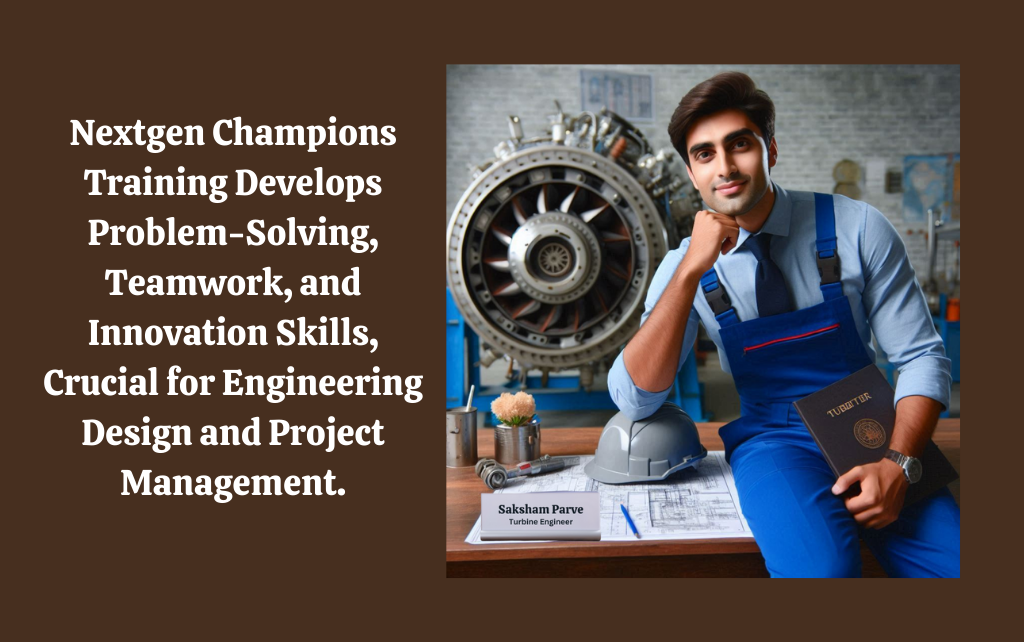 Nextgen Champions
Training Develops
Problem-Solving,
Teamwork, and
Innovation Skills,
Crucial for Engineering
Design and Project
Management.
Saksham Parve
Turbine Engineer